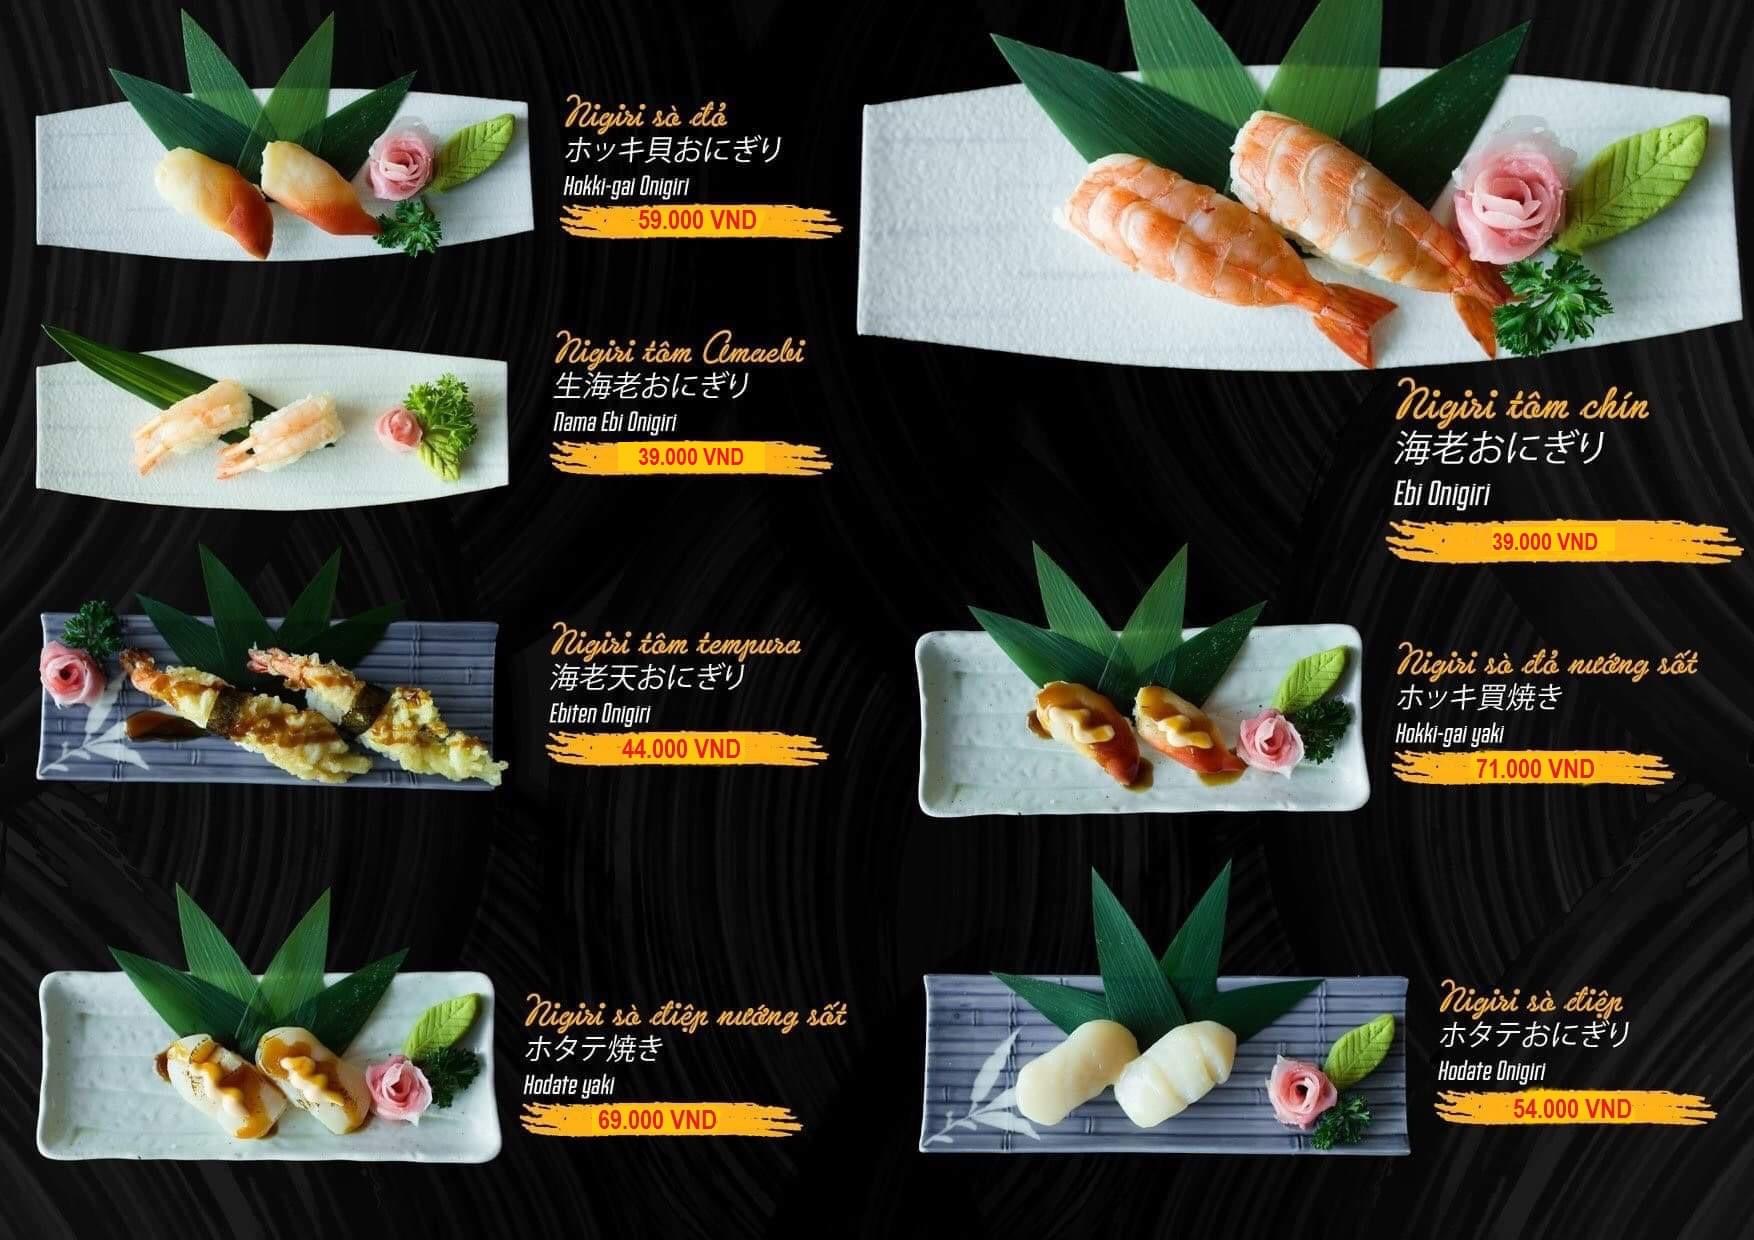 Nigiri sò đỏ
ホッキ貝おにぎり
Hokki-gai Onigiri
59.000 VND
Nigiri tôm Amaebi
生海老おにぎり
Nama Ebi Onigiri
39.000 VND
Nigiri tôm tempura
海老天おにぎり
Ebiten Onigiri
44.000 VND
Nigiri sò điệp nướng sốt
ホタテ焼き
Hodate yaki
69.000 VND
Nigiri tôm chín
海老おにぎり
Ebi Onigiri
39.000 VND
Nigiri sò đỏ nướng sốt
ホッキ買焼き
Hokki-gai yaki
71.000 VND
Nigiri sò điệp
ホタテおにぎり
Hodate Onigiri
54.000 VND